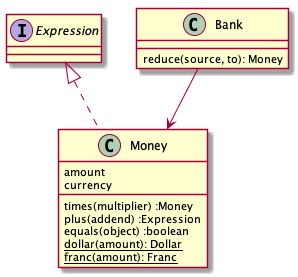 I Expression
C Bank
reduce(source, to): Money
C Money
amount
currency
times(multiplier) :Money
plus(addend) :Expression
equals(object) :boolean
dollar(amount): Dollar
franc(amount): Franc